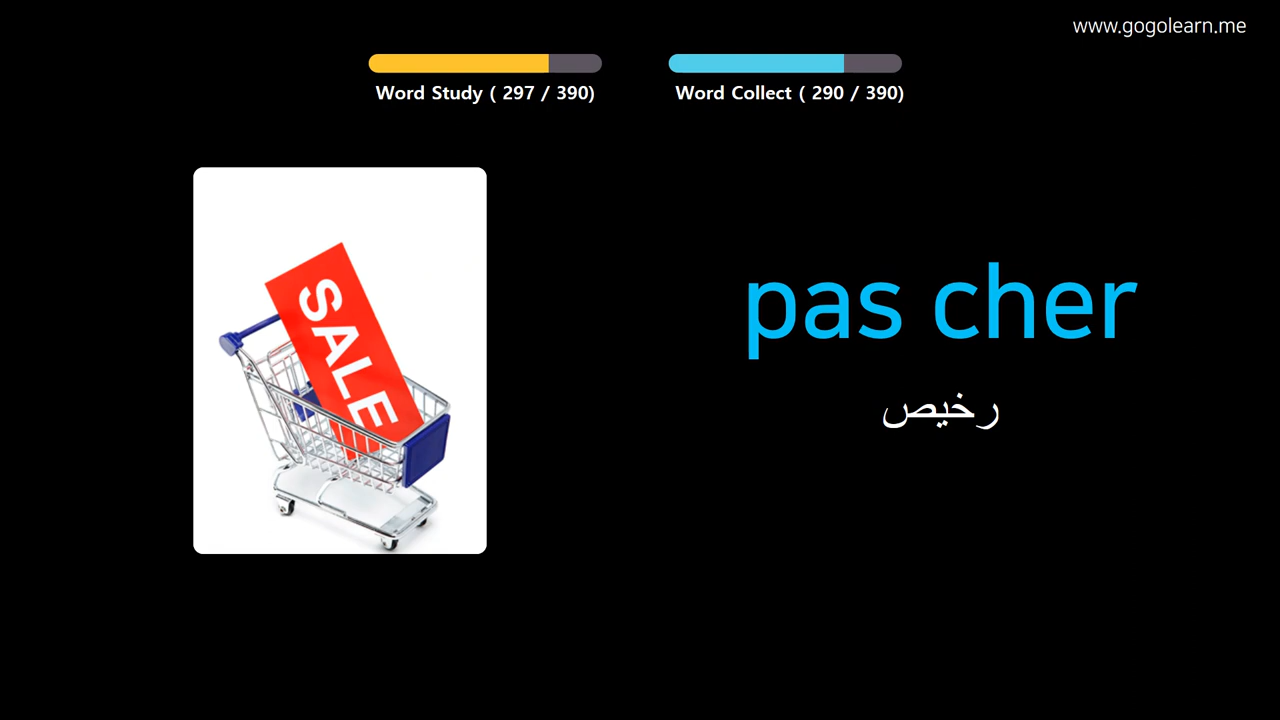 www.gogolearn.me
Word Study ( 297 / 390)
Word Collect ( 290 / 390)
SALE
pas cher
رخيص